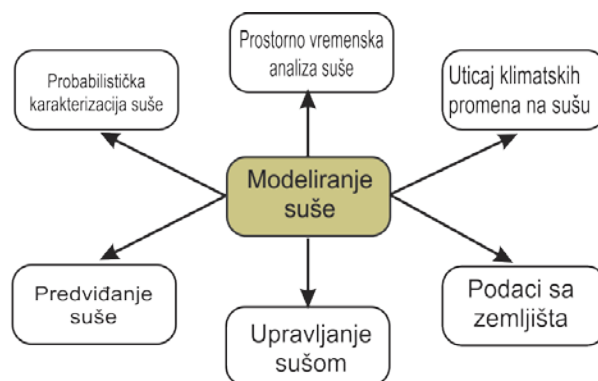 Prostorno vremenska
analiza suše
Probabilistička
karakterizacija suše
Uticaj klimatskih
promena na sušu
Modeliranje
suše
Predviđanje
suše
Upravljanje
sušom
Podaci sa
zemljišta